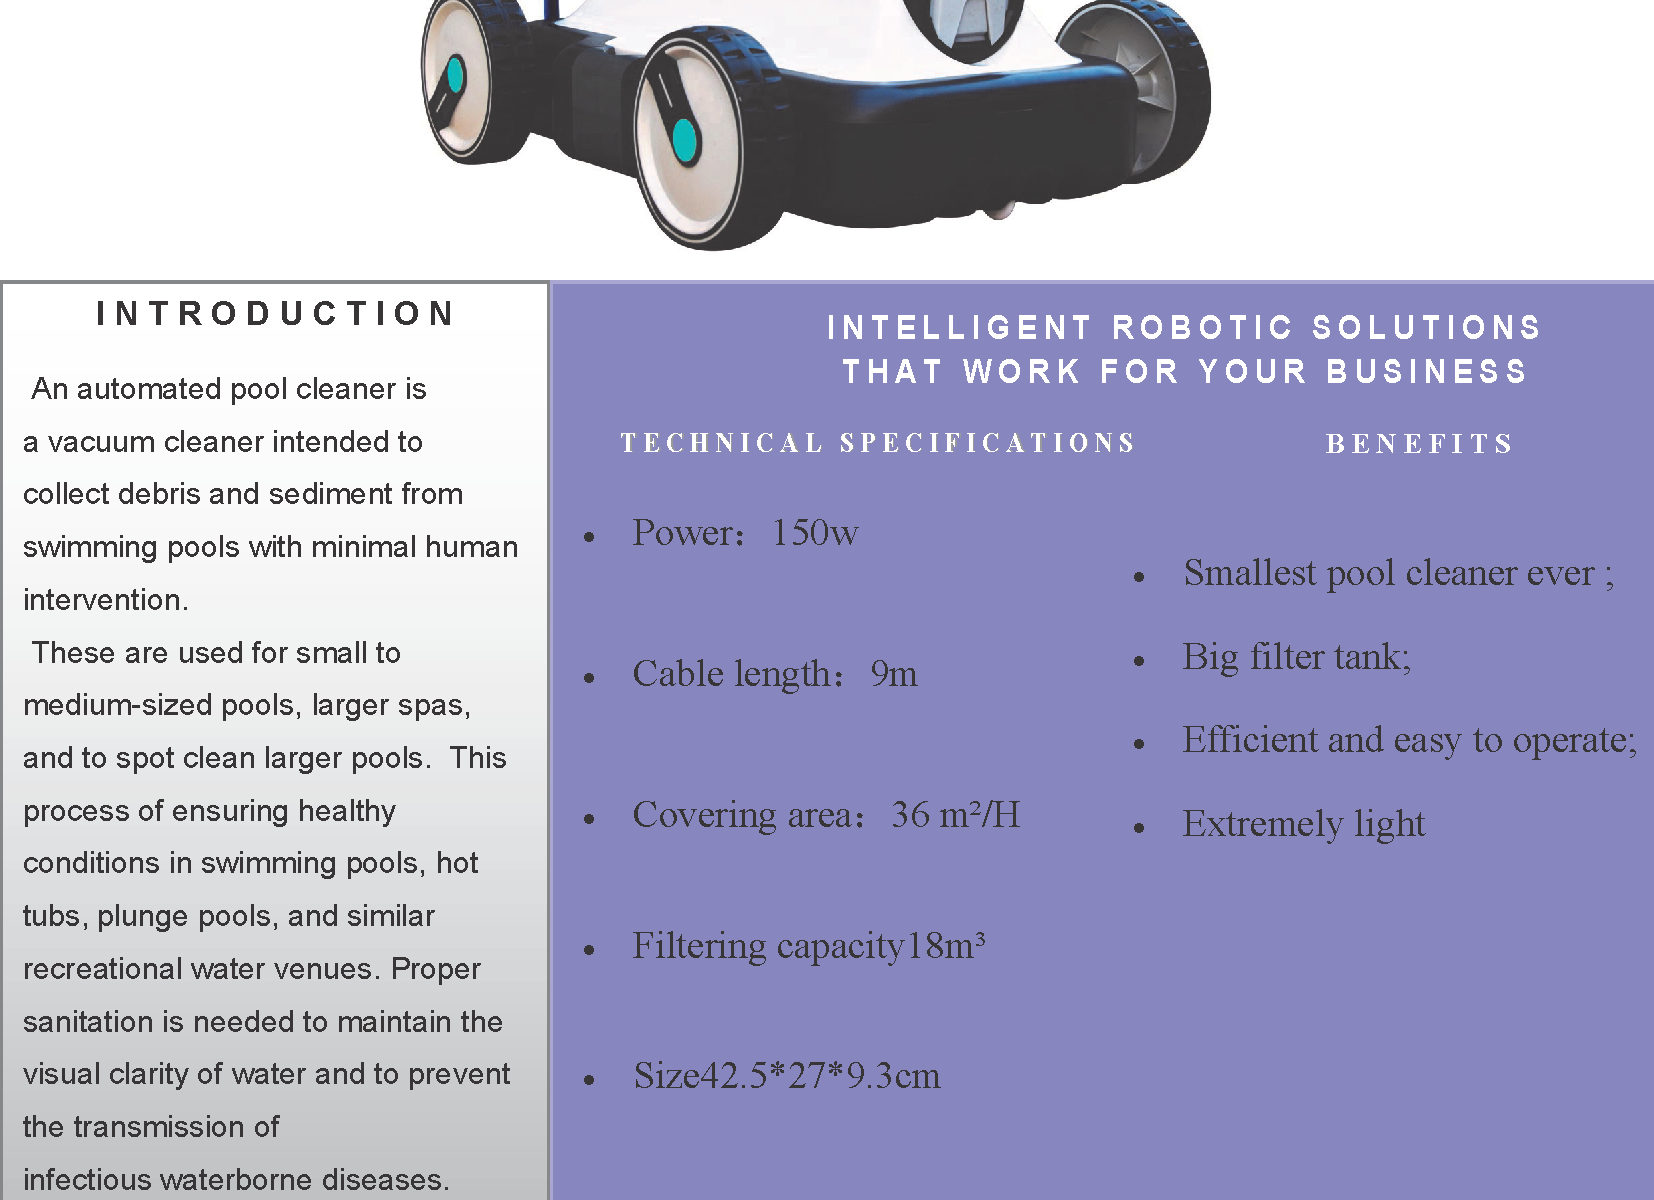 INTRODUCTION
An automated pool cleaner is
a vacuum cleaner intended to
collect debris and sediment from
swimming pools with minimal human
intervention.
These are used for small to
medium-sized pools, larger spas,
and to spot clean larger pools.  This
process of ensuring healthy
conditions in swimming pools, hot
tubs, plunge pools, and similar
recreational water venues. Proper
sanitation is needed to maintain the
visual clarity of water and to prevent
the transmission of
infectious waterborne diseases.
INTELLIGENT ROBOTIC SOLUTIONS
THAT WORK FOR YOUR BUSINESS
TECHNICAL SPECIFICATIONS
• Power：150w
• Cable length：9m
• Covering area：36 m²/H
• Filtering capacity18m³
• Size42.5*27*9.3cm
BENEFITS
• Smallest pool cleaner ever ;
• Big filter tank;
• Efficient and easy to operate;
• Extremely light